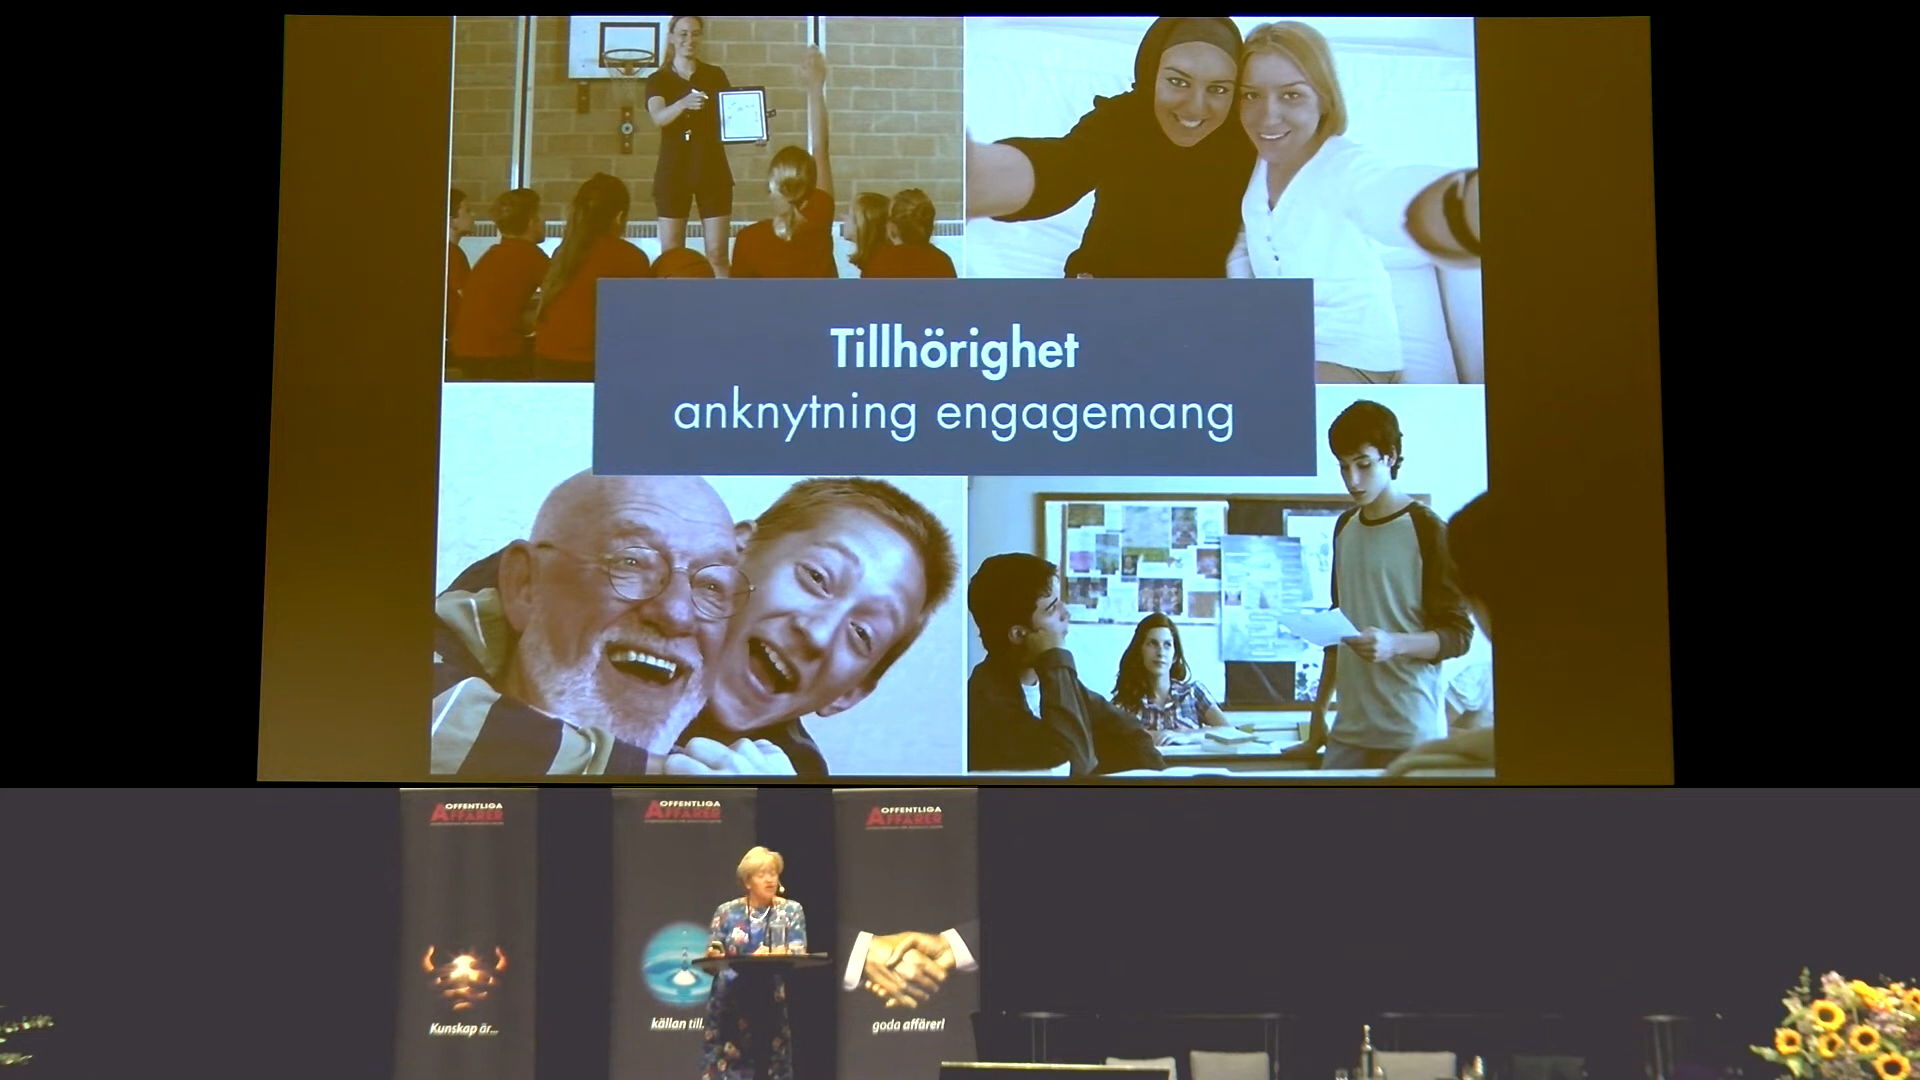 Tillhörighet
anknytning engagemang
OFFENTLIGA
AFFÄRER
OFFENTLIGA
AFFÄRER
OFFENTLIGA
AFFÄRER
Kunskap är...
källan till.
goda affärer!